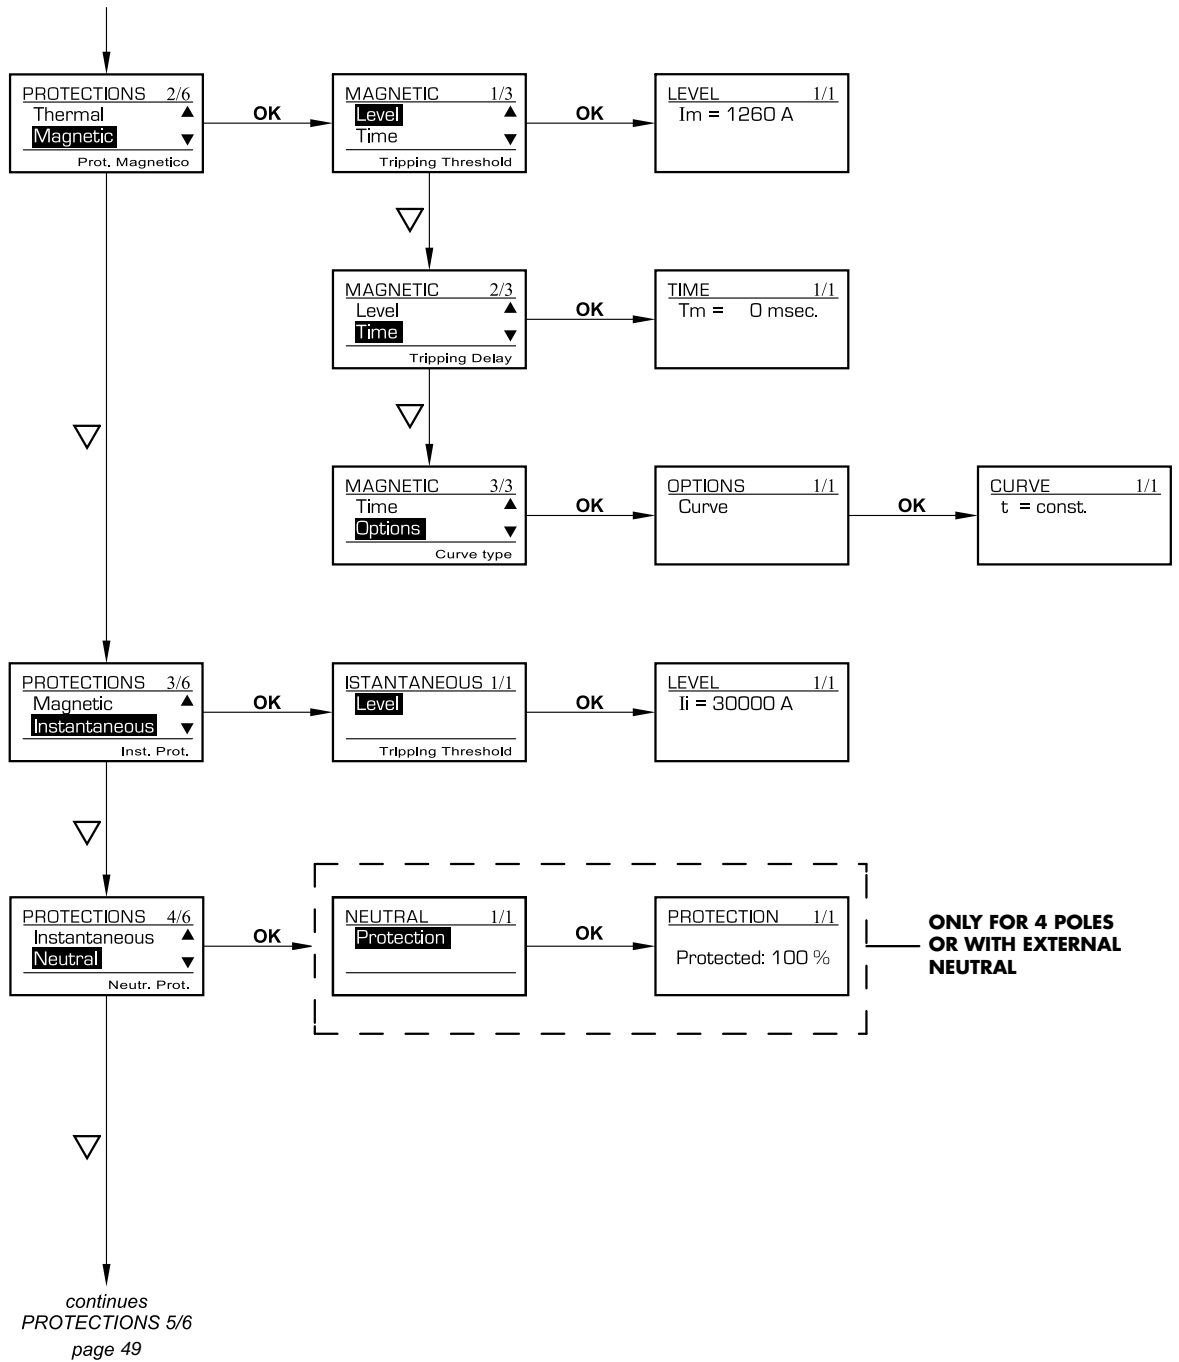 PROTECTIONS 2/6
Thermal
Magnetic
Prot. Magnetico
OK
MAGNETIC 1/3
Level
Time
Tripping Threshold
OK
LEVEL 1/1
Im = 1260 A
MAGNETIC 2/3
Level
Time
Tripping Delay
OK
TIME 1/1
Tm = 0 msec.
MAGNETIC 3/3
Time
Options
Curve type
OK
OPTIONS 1/1
Curve
OK
CURVE 1/1
t = const.
PROTECTIONS 3/6
Magnetic
Instantaneous
Inst. Prot.
OK
ISTANTANEOUS 1/1
Level
Tripping Threshold
OK
LEVEL 1/1
Ii = 30000 A
PROTECTIONS 4/6
Instantaneous
Neutral
Neutr. Prot.
OK
NEUTRAL 1/1
Protection
OK
PROTECTION 1/1
Protected: 100 %
ONLY FOR 4 POLES
OR WITH EXTERNAL
NEUTRAL
continues
PROTECTIONS 5/6
page 49